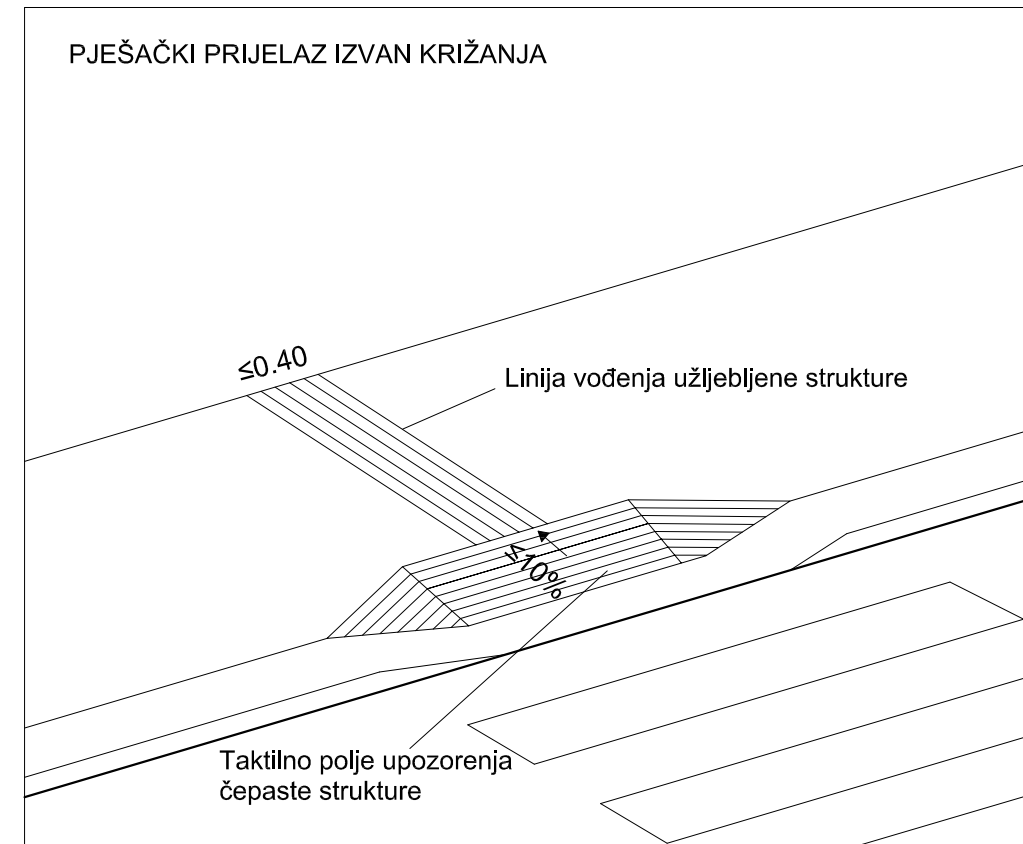 PJEŠAČKI PRIJELAZ IZVAN KRIŽANJA
≤0.40
Linija vođenja užljebljene strukture
≤10%
Taktilno polje upozorenja
čepaste strukture